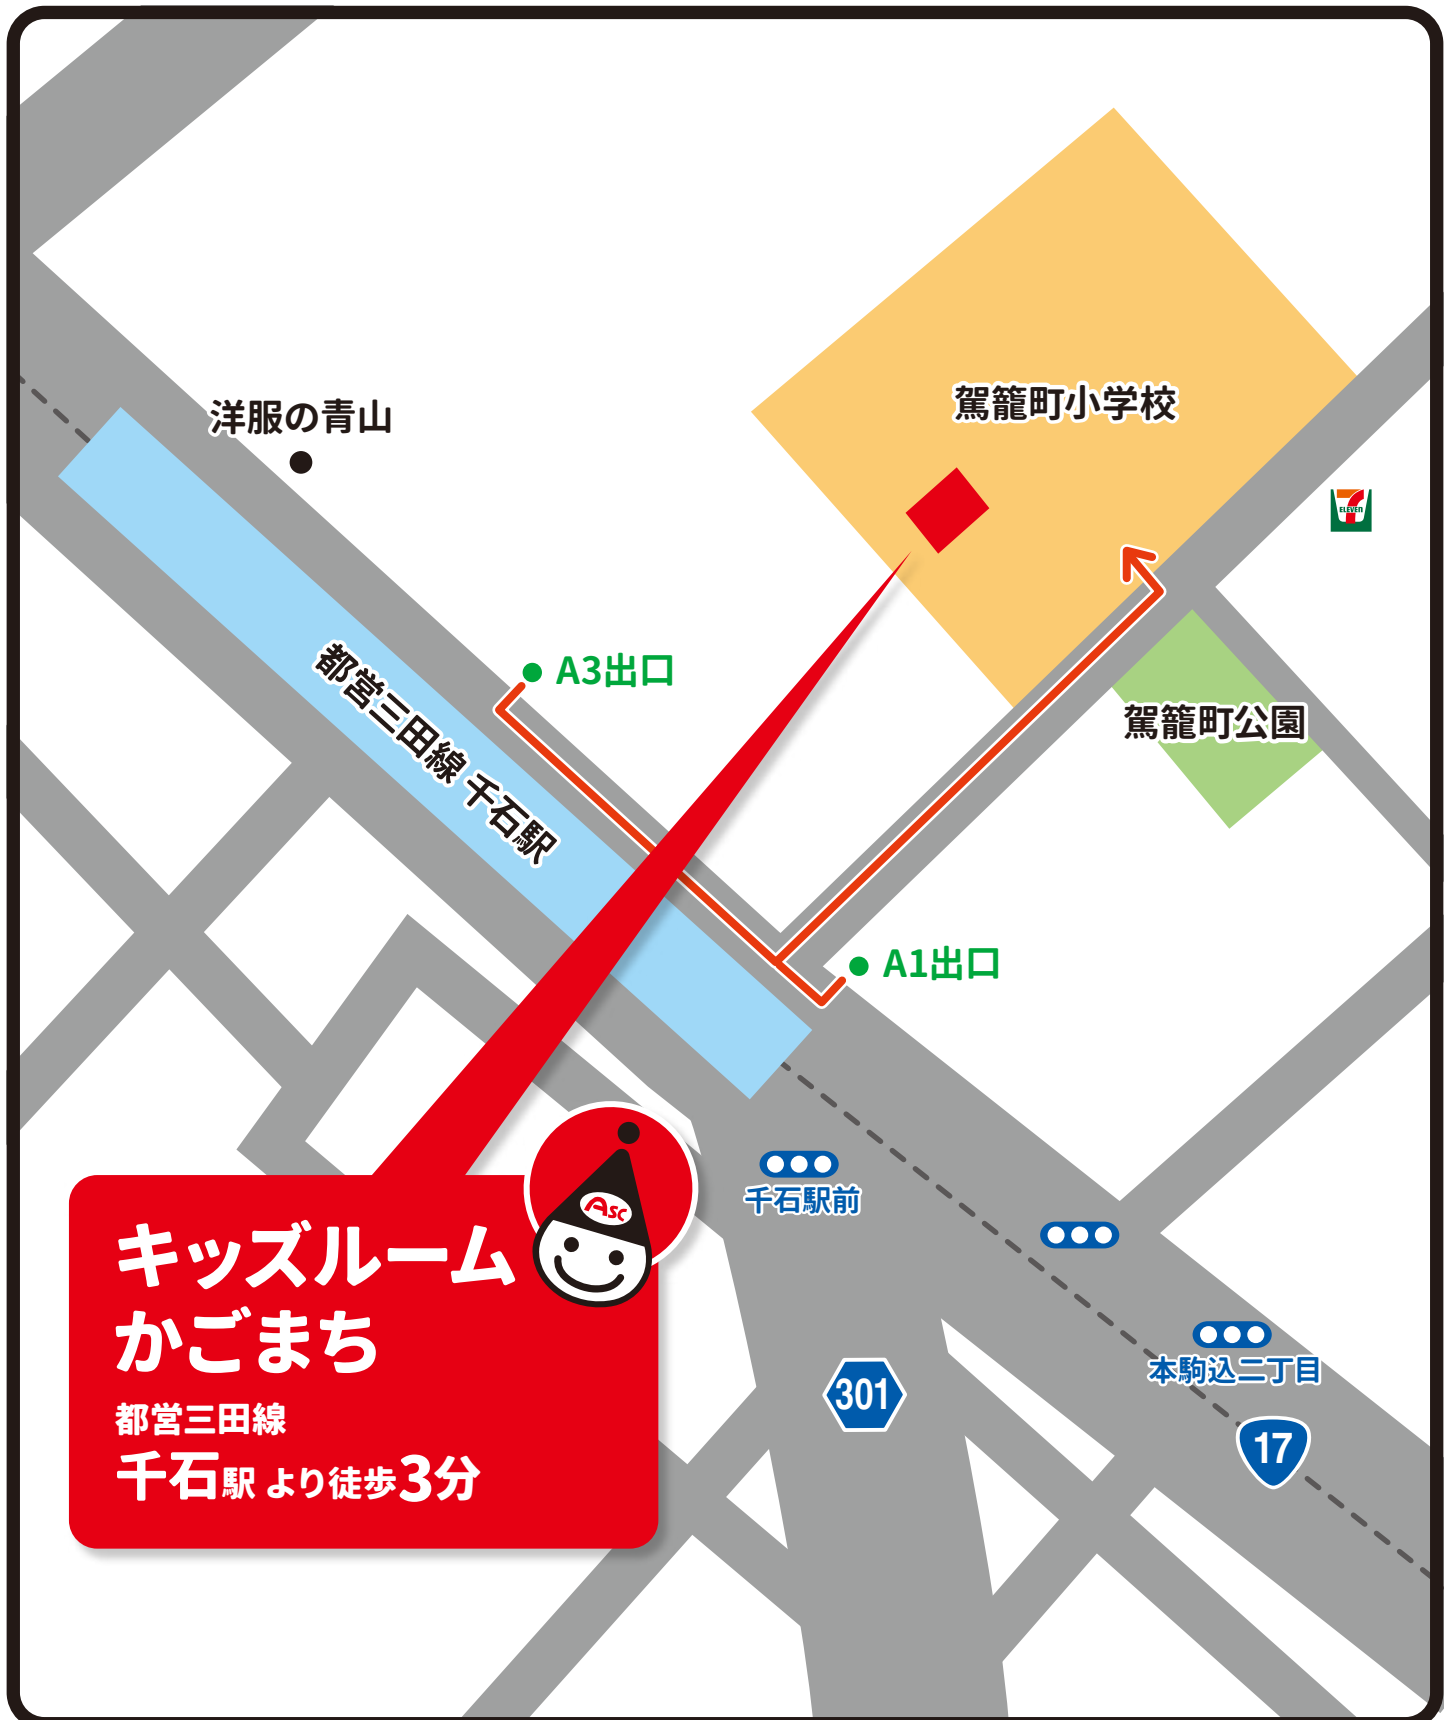 洋服の青山
駕籠町小学校
ELEVEN
A3出口
都営三田線 千石駅
駕籠町公園
A1出口
千石駅前
Asc
キッズルーム
かごまち
都営三田線
千石駅 より徒歩3分
本駒込二丁目
301
17